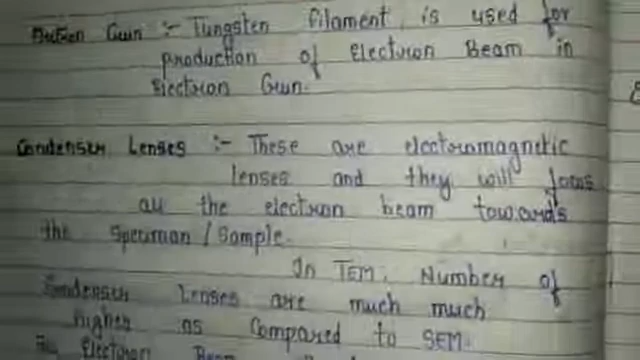 Gun :- Tungsten filament is used for
production of Electron Beam in
Electron Gun.
Condenser Lenses :- These are electromagnetic
lenses and they will focus
all the electron beam towards
the Specimen / Sample.
In TEM, Number of
Condenser Lenses are much much
higher as Compared to SEM.
Electron Beam